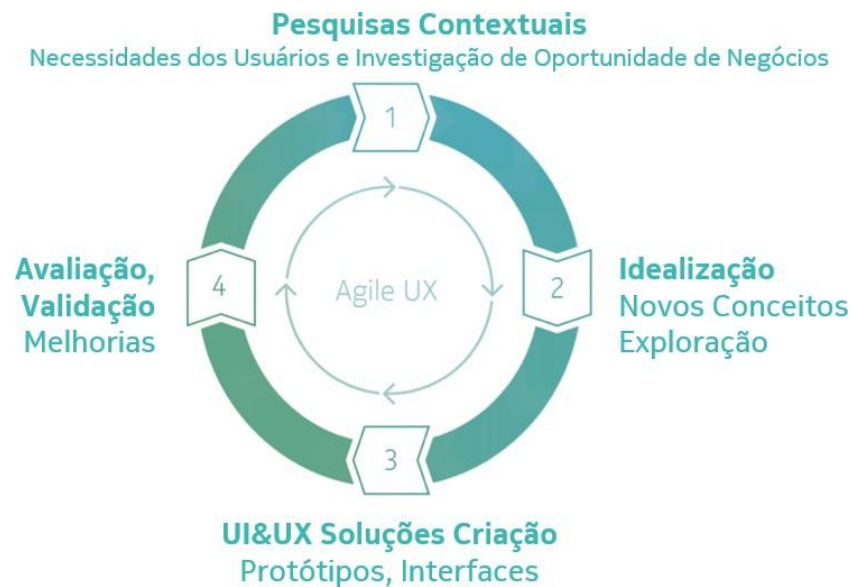 Pesquisas Contextuais
Necessidades dos Usuários e Investigação de Oportunidade de Negócios
1
Avaliação,
Validação
Melhorias
4
Agile UX
2
Idealização
Novos Conceitos
Exploração
3
UI&UX Soluções Criação
Protótipos, Interfaces